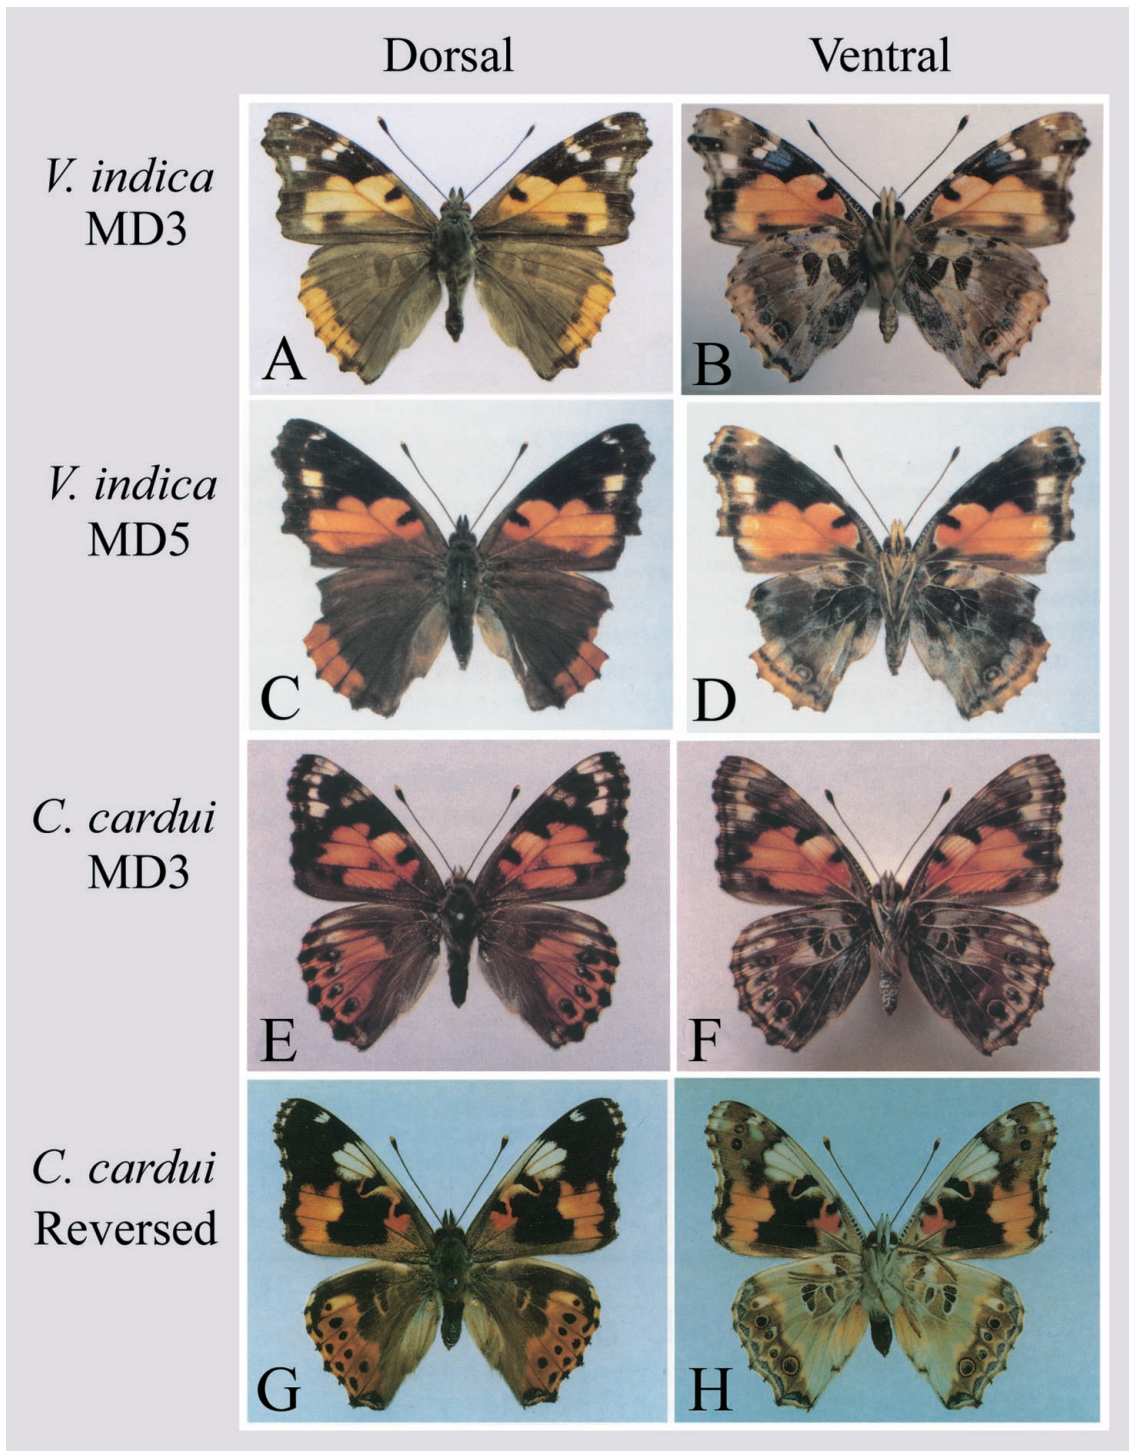 Dorsal Ventral
V. indica
MD3
A B
V. indica
MD5
C D
C. cardui
MD3
E F
C. cardui
Reversed
G H